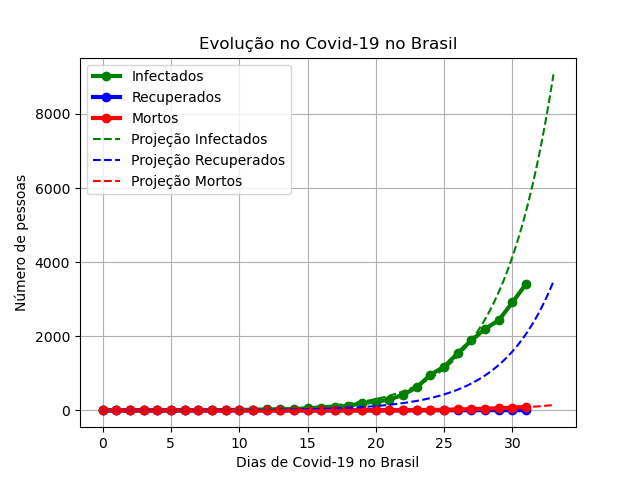 Evolução no Covid-19 no Brasil
Infectados
Recuperados
Mortos
Projeção Infectados
Projeção Recuperados
Projeção Mortos
Número de pessoas
8000
6000
4000
2000
0
0 5 10 15 20 25 30
Dias de Covid-19 no Brasil